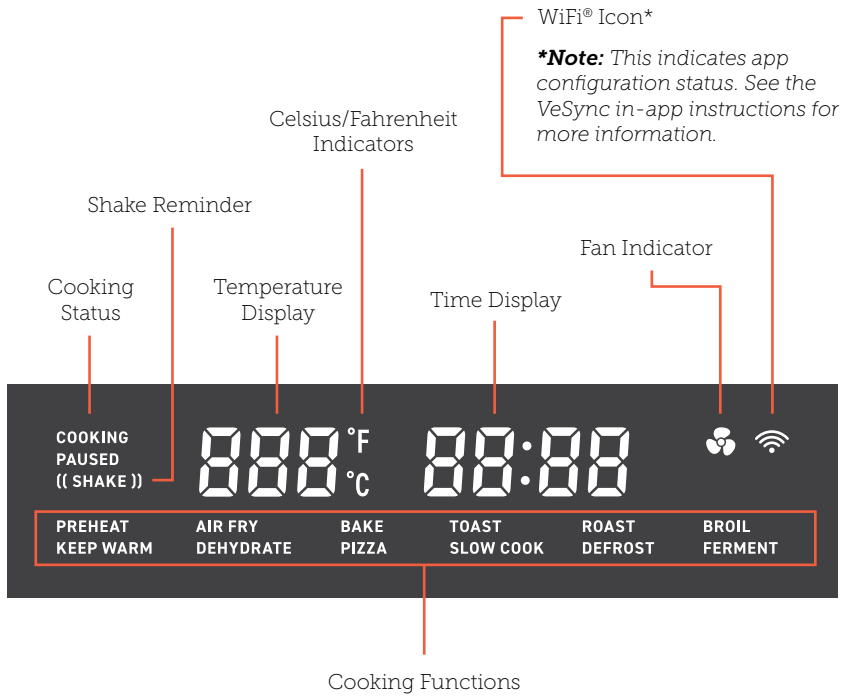 WiFi® Icon*
*Note: This indicates app
configuration status. See the
VeSync in-app instructions for
more information.
Celsius/Fahrenheit
Indicators
Shake Reminder
Fan Indicator
Cooking
Status
Temperature
Display
Time Display
COOKING
PAUSED
(( SHAKE ))
888 °F
°C
88:88
PREHEAT AIR FRY BAKE TOAST ROAST BROIL
KEEP WARM DEHYDRATE PIZZA SLOW COOK DEFROST FERMENT
Cooking Functions